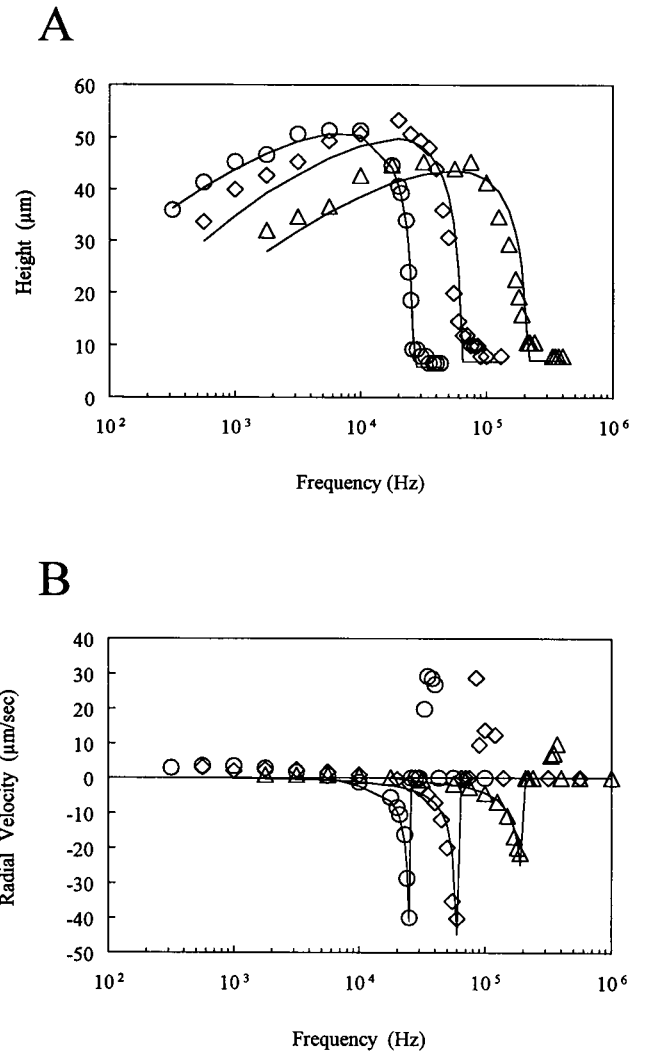 A
60
50
40
30
20
10
0
Height (μm)
10² 10³ 10⁴ 10⁵ 10⁶
Frequency (Hz)
B
40
30
20
10
0
-10
-20
-30
-40
-50
Radial Velocity (μm/sec)
10² 10³ 10⁴ 10⁵ 10⁶
Frequency (Hz)